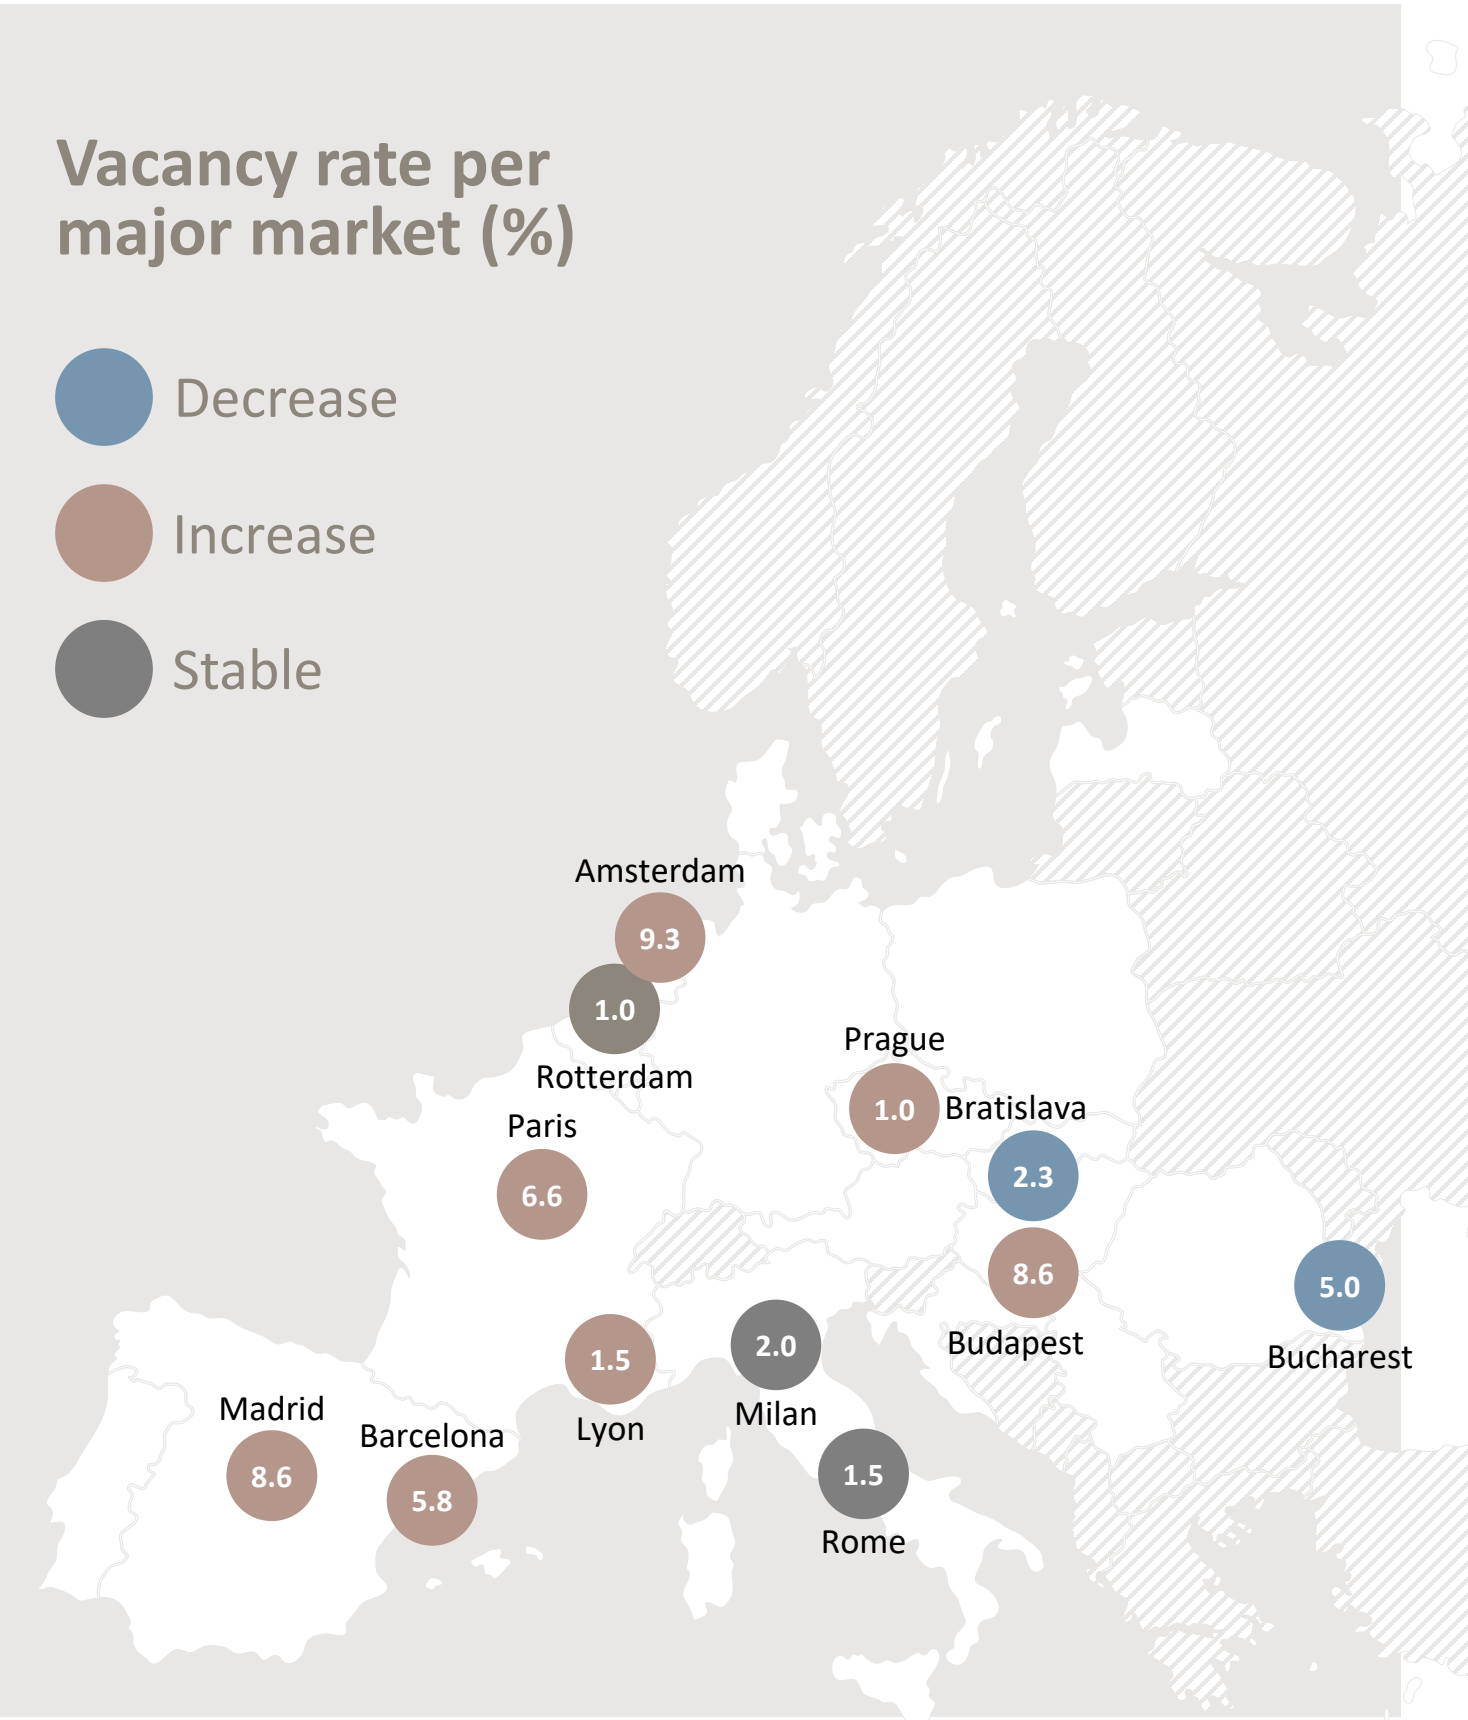 Vacancy rate per
major market (%)
Decrease
Increase
Stable
Amsterdam
9.3
1.0
Rotterdam
Prague
1.0
Bratislava
2.3
Paris
6.6
8.6
Budapest
5.0
Bucharest
1.5
Lyon
2.0
Milan
Madrid
8.6
Barcelona
5.8
1.5
Rome